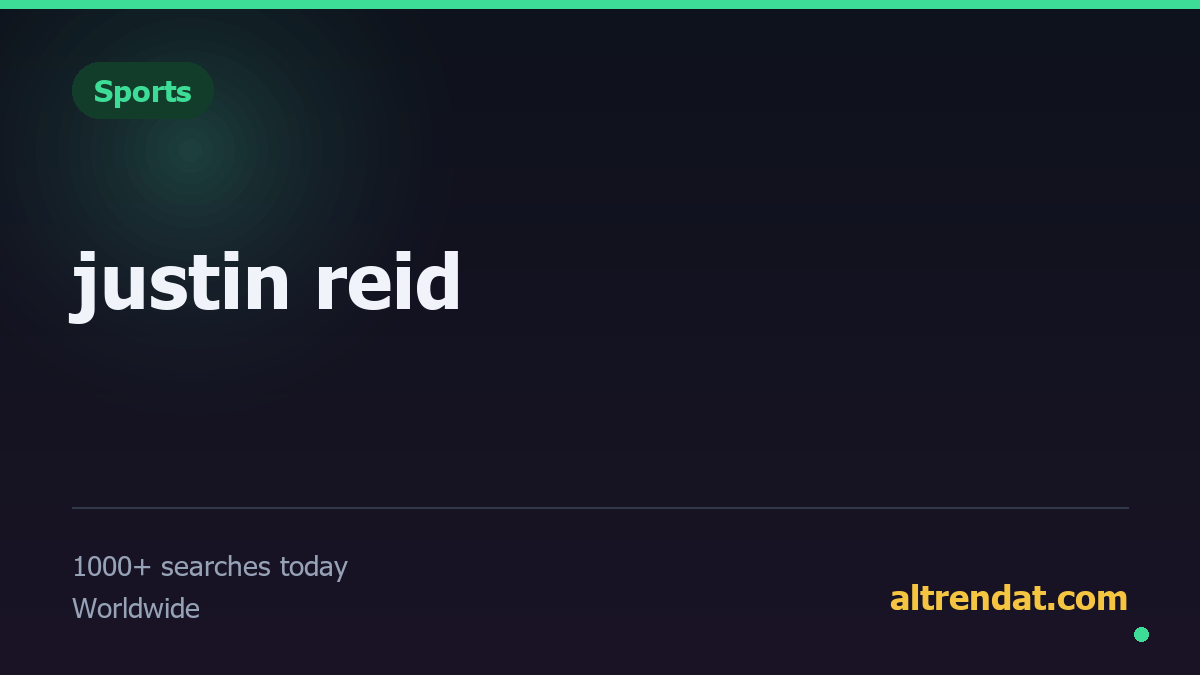 Sports
justin reid
1000+ searches today
Worldwide
altrendat.com